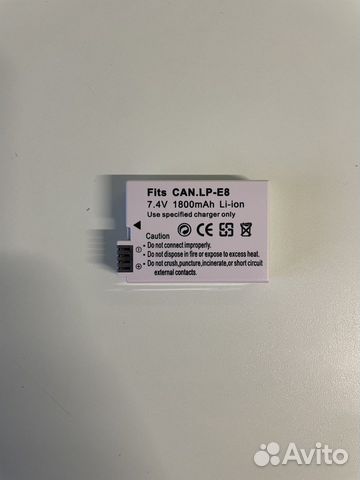 Fits CAN.LP-E8
7.4V 1800mAh Li-ion
Use specified charger only
Caution
• Do not connect improperly.
• Do not dispose in fire or expose to excess heat.
• Do not crush,puncture,incinerate,or short circuit
external contacts.
Avito